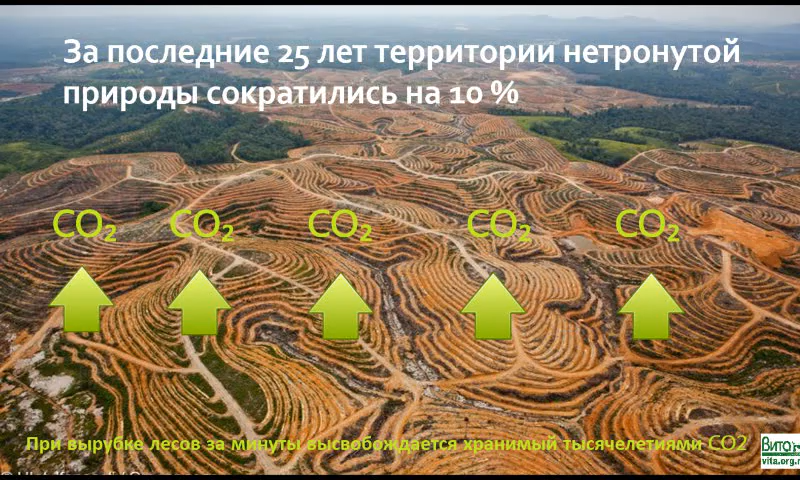 За последние 25 лет территории нетронутой
природы сократились на 10 %
CO₂ CO₂ CO₂ CO₂ CO₂
При вырубке лесов за минуты высвобождается хранимый тысячелетиями CO2
Вита
vita.org.r